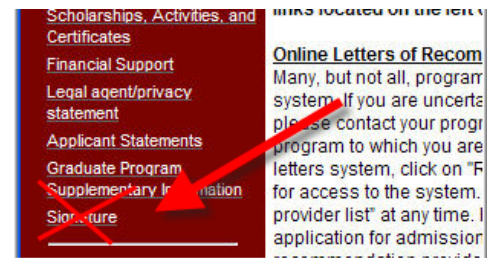 Scholarships, Activities, and
Certificates
Financial Support
Legal agent/privacy
statement
Applicant Statements
Graduate Program
Supplementary Information
Signature
links located on the left
Online Letters of Recom
Many, but not all, program
system. If you are uncerta
please contact your progr
program to which you are
letters system, click on "R
for access to the system.
provider list" at any time. I
application for admission
recommendation provide